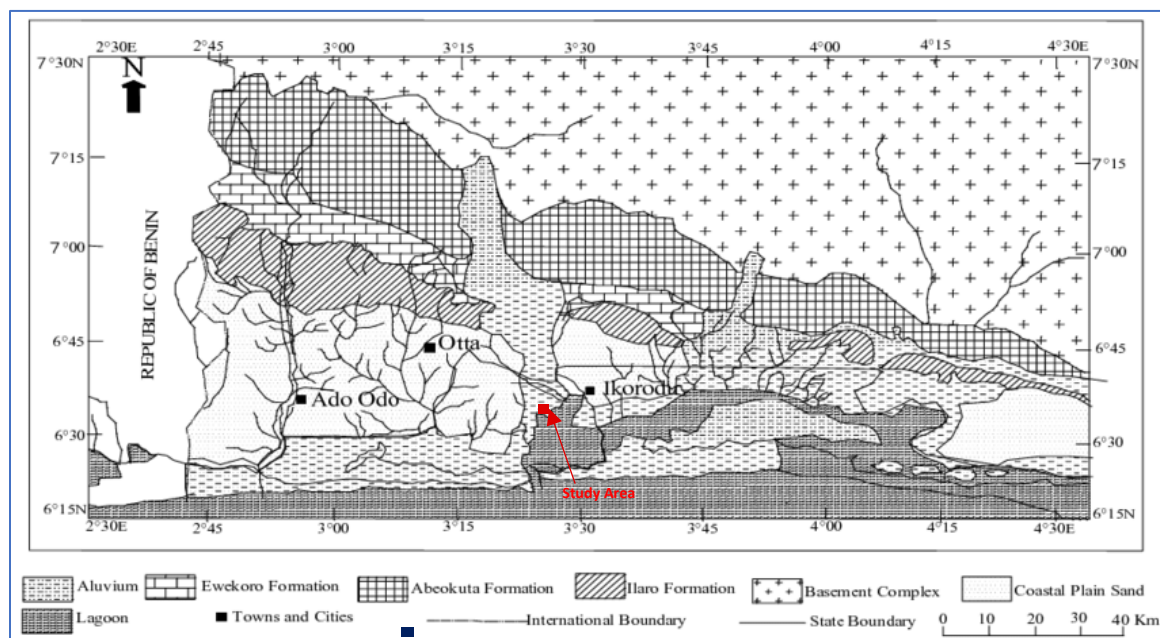 2°30E 2°45 3°00 3°15 3°30 3°45 4°00 4°15 4°30E
7°30N 7°30N
N
7°15 7°15
REPUBLIC OF BENIN
7°00 7°00
6°45 6°45
Otta
Ikorodu
Ado Odo
6°30 6°30
Study Area
6°15N 6°15N
2°30E 2°45 3°00 3°15 3°30 3°45 4°00 4°15 4°30E
Aluvium Ewekoro Formation Abeokuta Formation Ilaro Formation Basement Complex Coastal Plain Sand
Lagoon Towns and Cities International Boundary State Boundary 0 10 20 30 40 Km